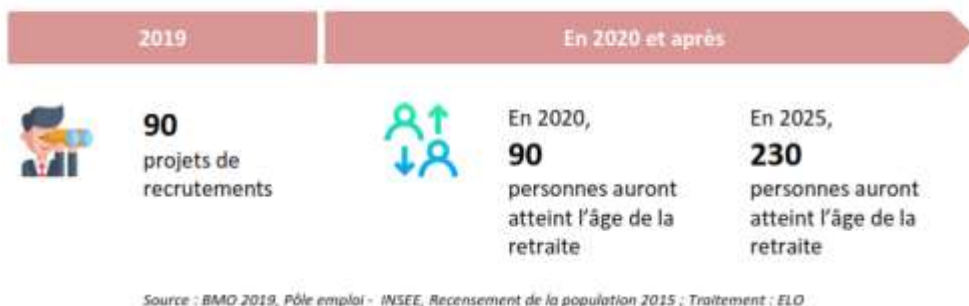 2019
En 2020 et après
90
projets de
recrutements
En 2020,
90
personnes auront
atteint l'âge de la
retraite
En 2025,
230
personnes auront
atteint l'âge de la
retraite
Source : BMO 2019, Pôle emploi - INSEE, Recensement de la population 2015 ; Traitement : ELO